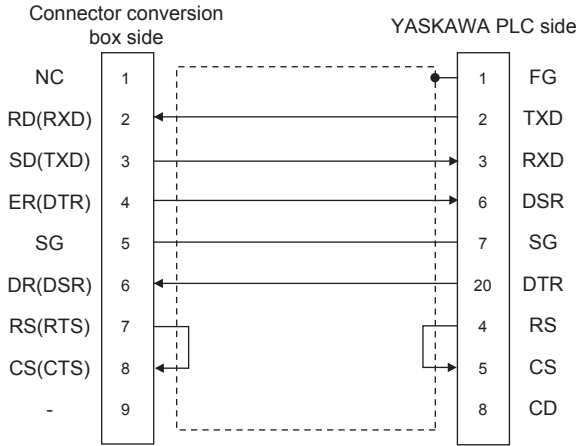 Connector conversion
box side
YASKAWA PLC side
NC 1 1 FG
RD(RXD) 2 2 TXD
SD(TXD) 3 3 RXD
ER(DTR) 4 6 DSR
SG 5 7 SG
DR(DSR) 6 20 DTR
RS(RTS) 7 4 RS
CS(CTS) 8 5 CS
- 9 8 CD